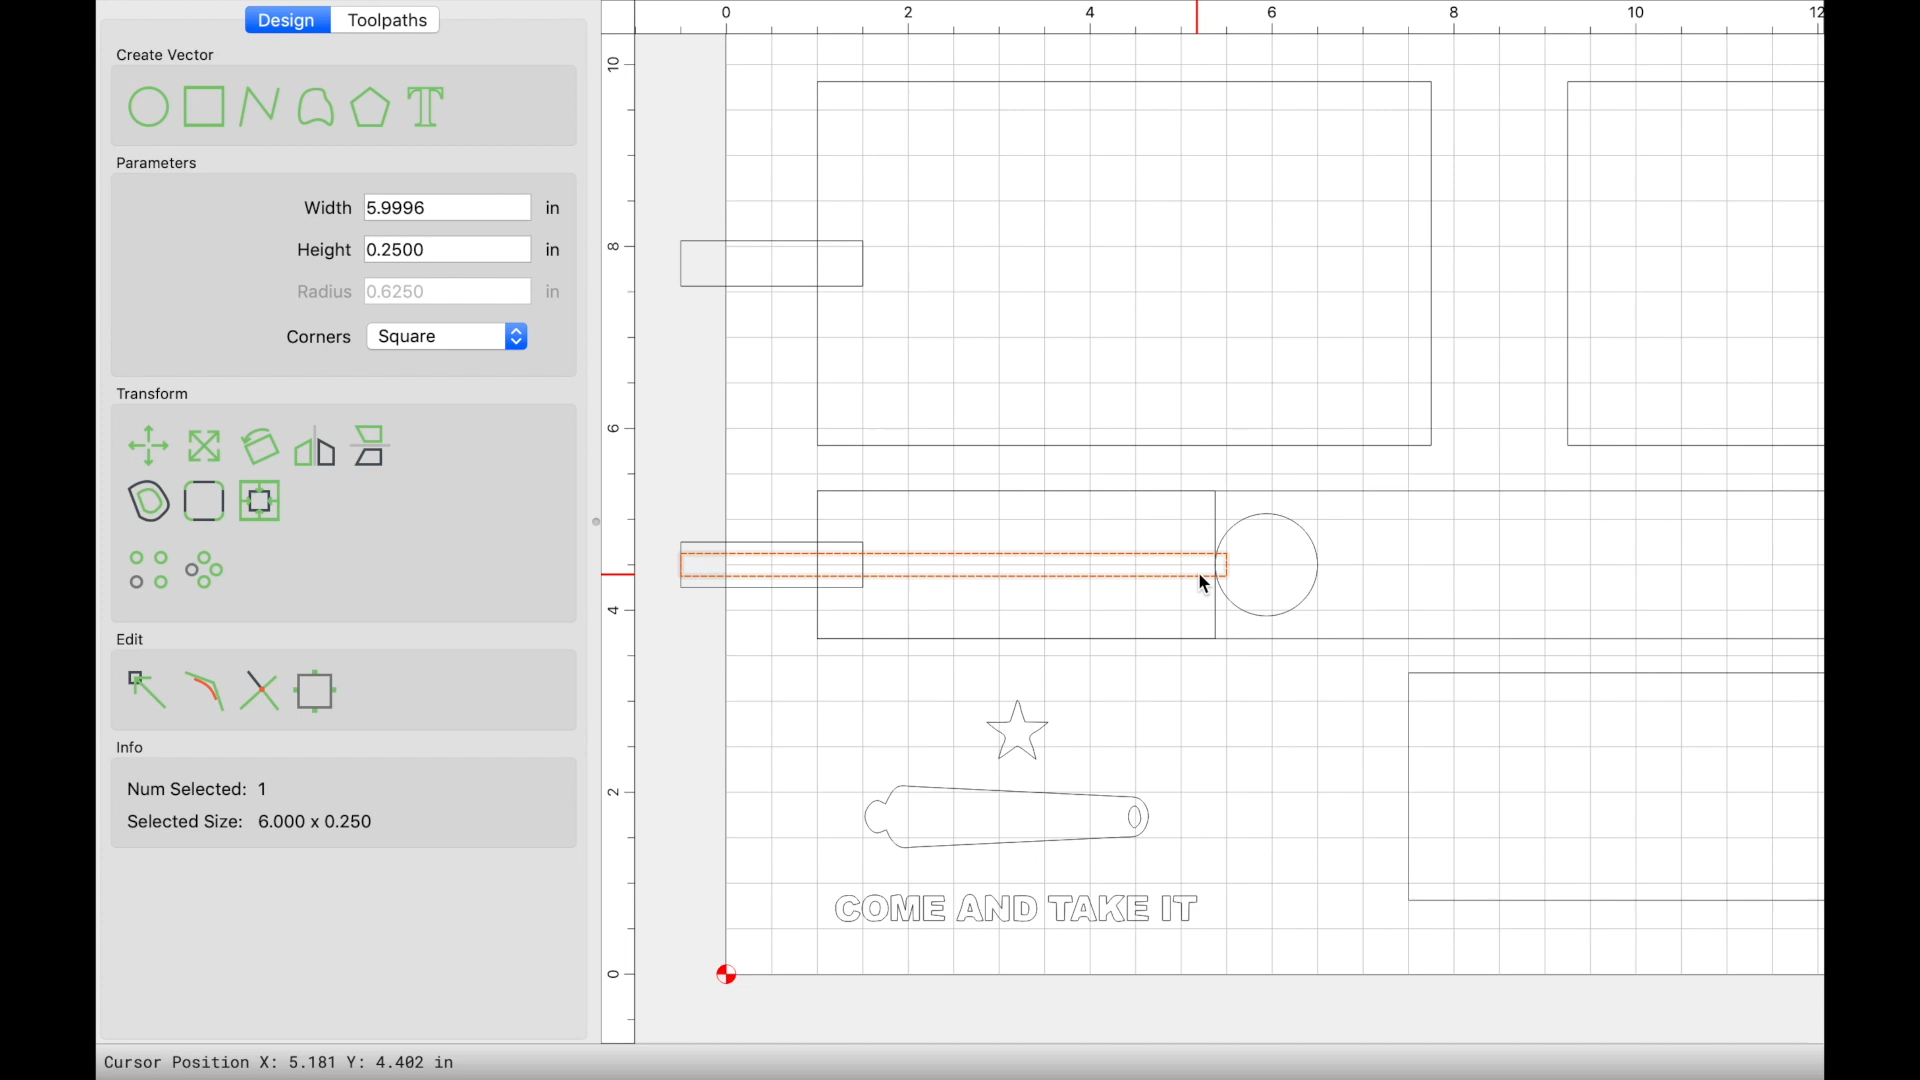 Design Toolpaths
0 2 4 6 8 10 12
Create Vector
10
Parameters
Width 5.9996 in
Height 0.2500 in
8
Radius 0.6250 in
Corners Square
Transform
6
4
Edit
Info
Num Selected: 1
2
Selected Size: 6.000 x 0.250
COME AND TAKE IT
0
Cursor Position X: 5.181 Y: 4.402 in